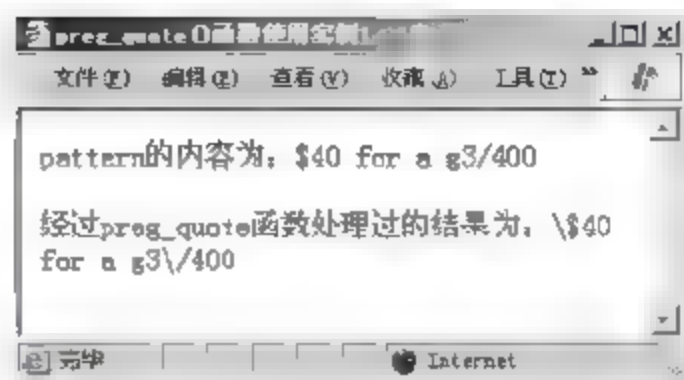 preg_quote()函数使用实例
文件(F) 编辑(E) 查看(V) 收藏(A) 工具(T) »
pattern的内容为：$40 for a g3/400
经过preg_quote函数处理过的结果为：\$40
for a g3\/400
完毕 Internet